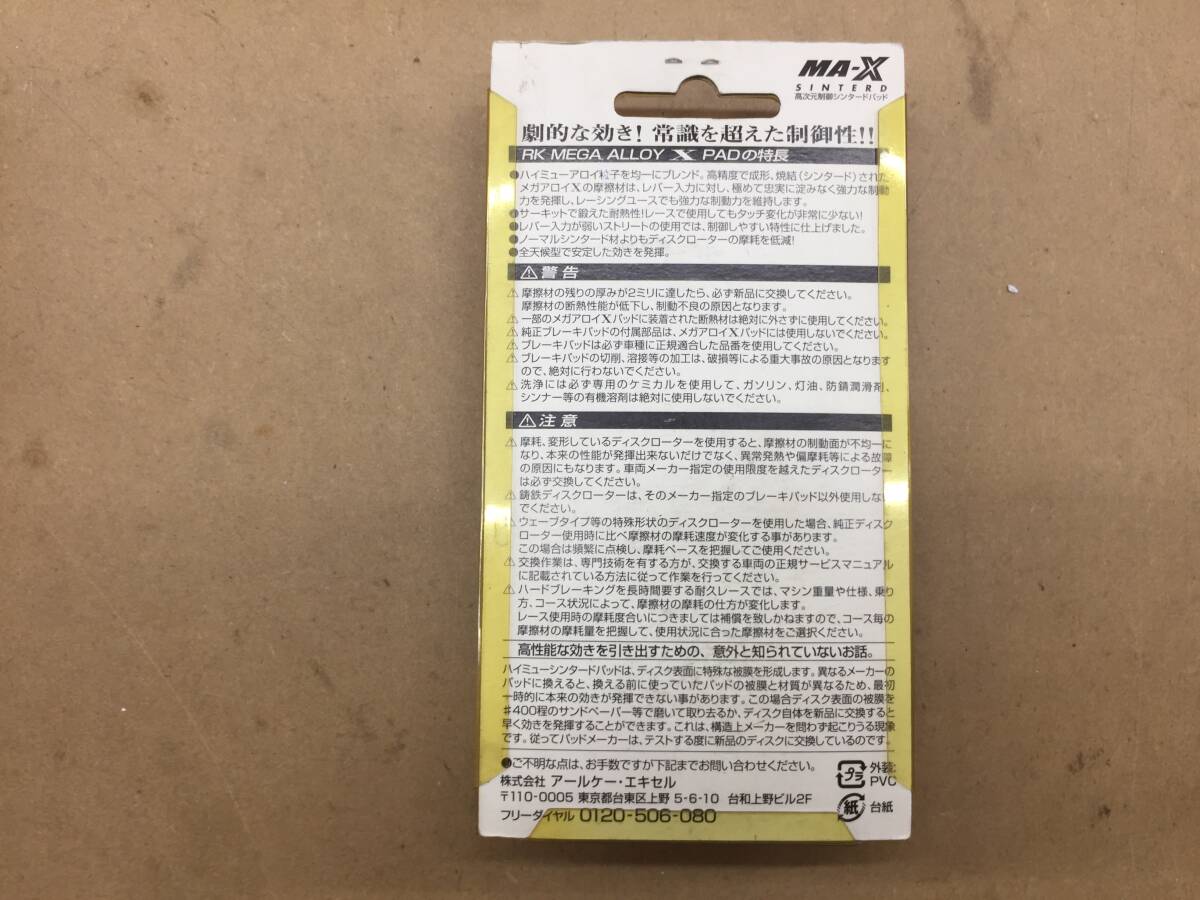 MA-X
SINTERD
高次元制御シンタードパッド
劇的な効き! 常識を超えた制御性!!
RK MEGA ALLOY X PADの特長
●ハイミューアロイ粒子を均一にブレンド。高精度で成形、焼結(シンタード)された
メガアロイXの摩擦材は、レバー入力に対し、極めて忠実に淀みなく強力な制動
力を発揮し、レーシングユースでも強力な制動力を維持します。
●サーキットで鍛えた耐熱性!レースで使用してもタッチ変化が非常に少ない!
●レバー入力が弱いストリートの使用では、制御しやすい特性に仕上げました。
●ノーマルシンタード材よりもディスクローターの摩耗を低減!
●全天候型で安定した効きを発揮。
⚠警告
⚠摩擦材の残りの厚みが2ミリに達したら、必ず新品に交換してください。
摩擦材の断熱性能が低下し、制動不良の原因となります。
⚠一部のメガアロイXパッドに装着された断熱材は絶対に外さずに使用してください。
⚠純正ブレーキパッドの付属部品は、メガアロイXパッドには使用しないでください。
⚠ブレーキパッドは必ず車種に正規適合した品番を使用してください。
⚠ブレーキパッドの切削、溶接等の加工は、破損等による重大事故の原因となります
ので、絶対に行わないでください。
⚠洗浄には必ず専用のケミカルを使用して、ガソリン、灯油、防錆潤滑剤、
シンナー等の有機溶剤は絶対に使用しないでください。
⚠注意
⚠摩耗、変形しているディスクローターを使用すると、摩擦材の制動面が不均一に
なり、本来の性能が発揮出来ないだけでなく、異常発熱や偏摩耗等による故障
の原因にもなります。車両メーカー指定の使用限度を越えたディスクローター
は必ず交換してください。
⚠鋳鉄ディスクローターは、そのメーカー指定のブレーキパッド以外使用しない
でください。
⚠ウェーブタイプ等の特殊形状のディスクローターを使用した場合、純正ディスク
ローター使用時に比べ摩擦材の摩耗速度が変化する事があります。
この場合は頻繁に点検し、摩耗ペースを把握してご使用ください。
⚠交換作業は、専門技術を有する方が、交換する車両の正規サービスマニュアル
に記載されている方法に従って作業を行ってください。
⚠ハードブレーキングを長時間要する耐久レースでは、マシン重量や仕様、乗り
方、コース状況によって、摩擦材の摩耗の仕方が変化します。
レース使用時の摩耗度合いにつきましては補償を致しかねますので、コース毎の
摩擦材の摩耗量を把握して、使用状況に合った摩擦材をご選択ください。
高性能な効きを引き出すための、意外と知られていないお話。
ハイミューシンタードパッドは、ディスク表面に特殊な被膜を形成します。異なるメーカーの
パッドに換えると、換える前に使っていたパッドの被膜と材質が異なるため、最初
一時的に本来の効きが発揮できない事があります。この場合ディスク表面の被膜を
#400程のサンドペーパー等で磨いて取り去るか、ディスク自体を新品に交換すると
早く効きを発揮することができます。これは、構造上メーカーを問わず起こりうる現象
です。従ってパッドメーカーは、テストする度に新品のディスクに交換しているのです。
●ご不明な点は、お手数ですが下記までお問い合わせください。
株式会社 アールケー・エキセル
〒110-0005 東京都台東区上野 5-6-10 台和上野ビル2F
フリーダイヤル 0120-506-080
プラ
外装:
PVC
紙
台紙